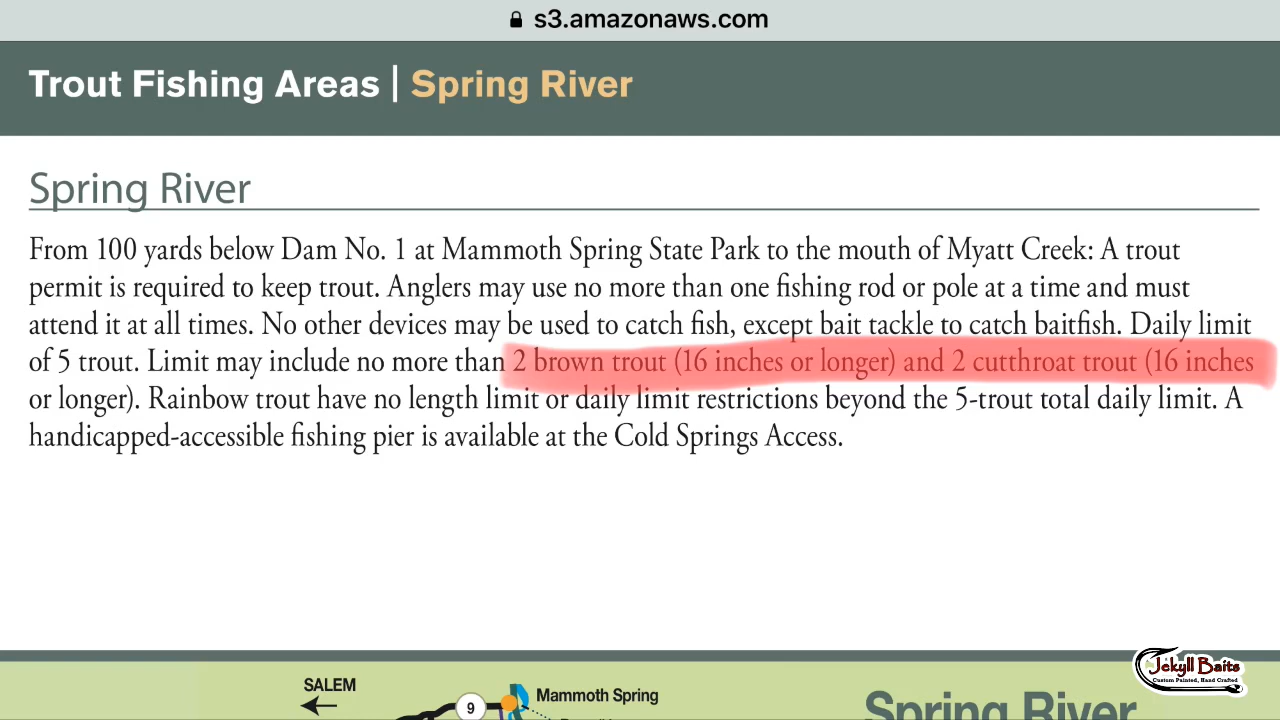 s3.amazonaws.com
Trout Fishing Areas | Spring River
Spring River
From 100 yards below Dam No. 1 at Mammoth Spring State Park to the mouth of Myatt Creek: A trout
permit is required to keep trout. Anglers may use no more than one fishing rod or pole at a time and must
attend it at all times. No other devices may be used to catch fish, except bait tackle to catch baitfish. Daily limit
of 5 trout. Limit may include no more than 2 brown trout (16 inches or longer) and 2 cutthroat trout (16 inches
or longer). Rainbow trout have no length limit or daily limit restrictions beyond the 5-trout total daily limit. A
handicapped-accessible fishing pier is available at the Cold Springs Access.
Jekyll Baits
Custom Painted, Hand Crafted
SALEM
9
Mammoth Spring
Spring River